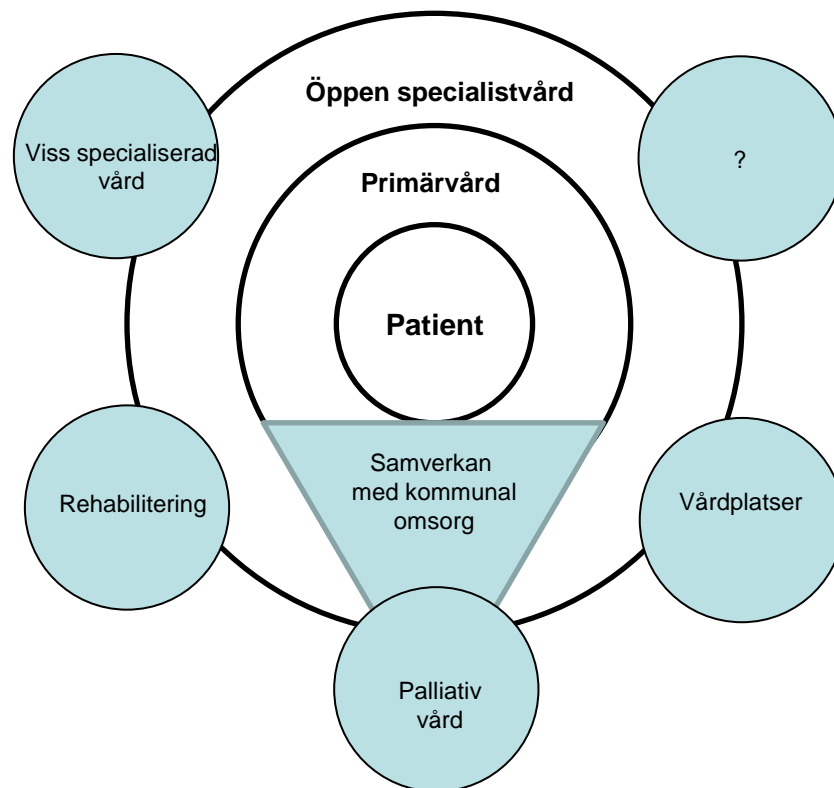 Öppen specialistvård
Viss specialiserad
vård
?
Primärvård
Patient
Samverkan
med kommunal
omsorg
Rehabilitering
Vårdplatser
Palliativ
vård